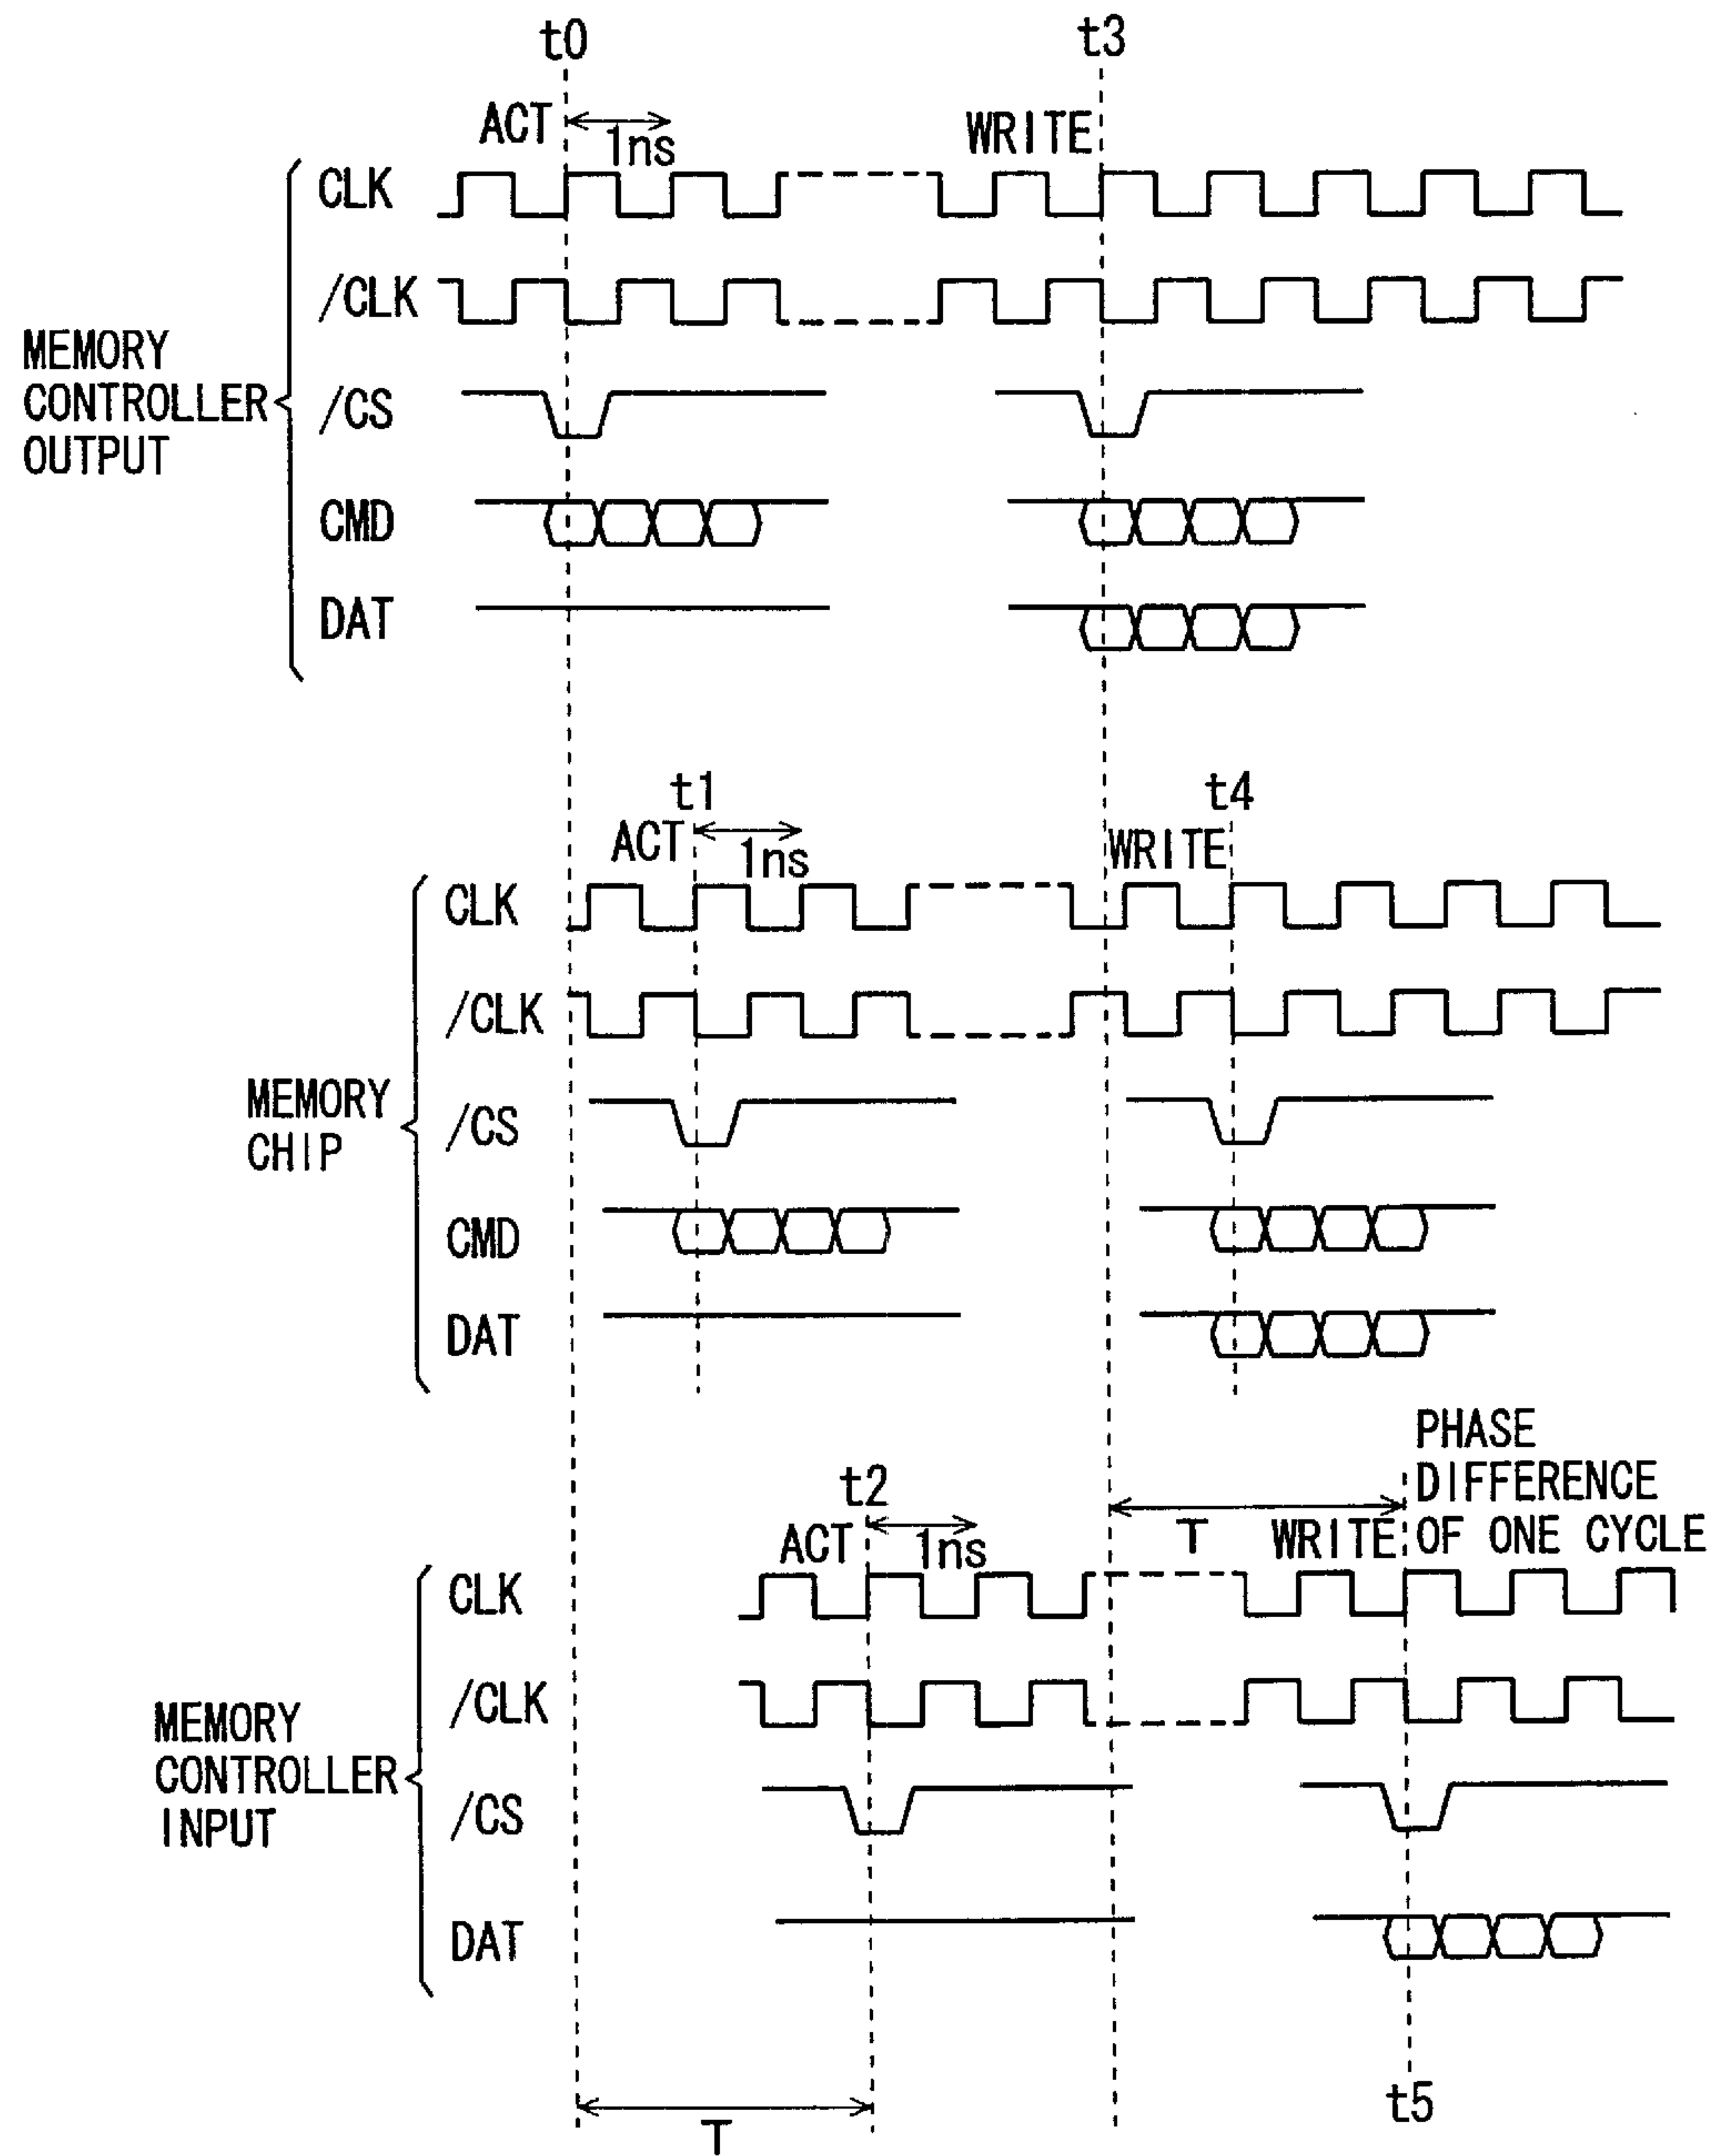 t0
t3
ACT
1ns
WRITE
CLK
/CLK
MEMORY
CONTROLLER
OUTPUT
/CS
CMD
DAT
t1
t4
ACT
1ns
WRITE
CLK
/CLK
MEMORY
CHIP
/CS
CMD
DAT
PHASE
DIFFERENCE
OF ONE CYCLE
t2
ACT
1ns
T
WRITE
CLK
/CLK
MEMORY
CONTROLLER
INPUT
/CS
DAT
t5
T